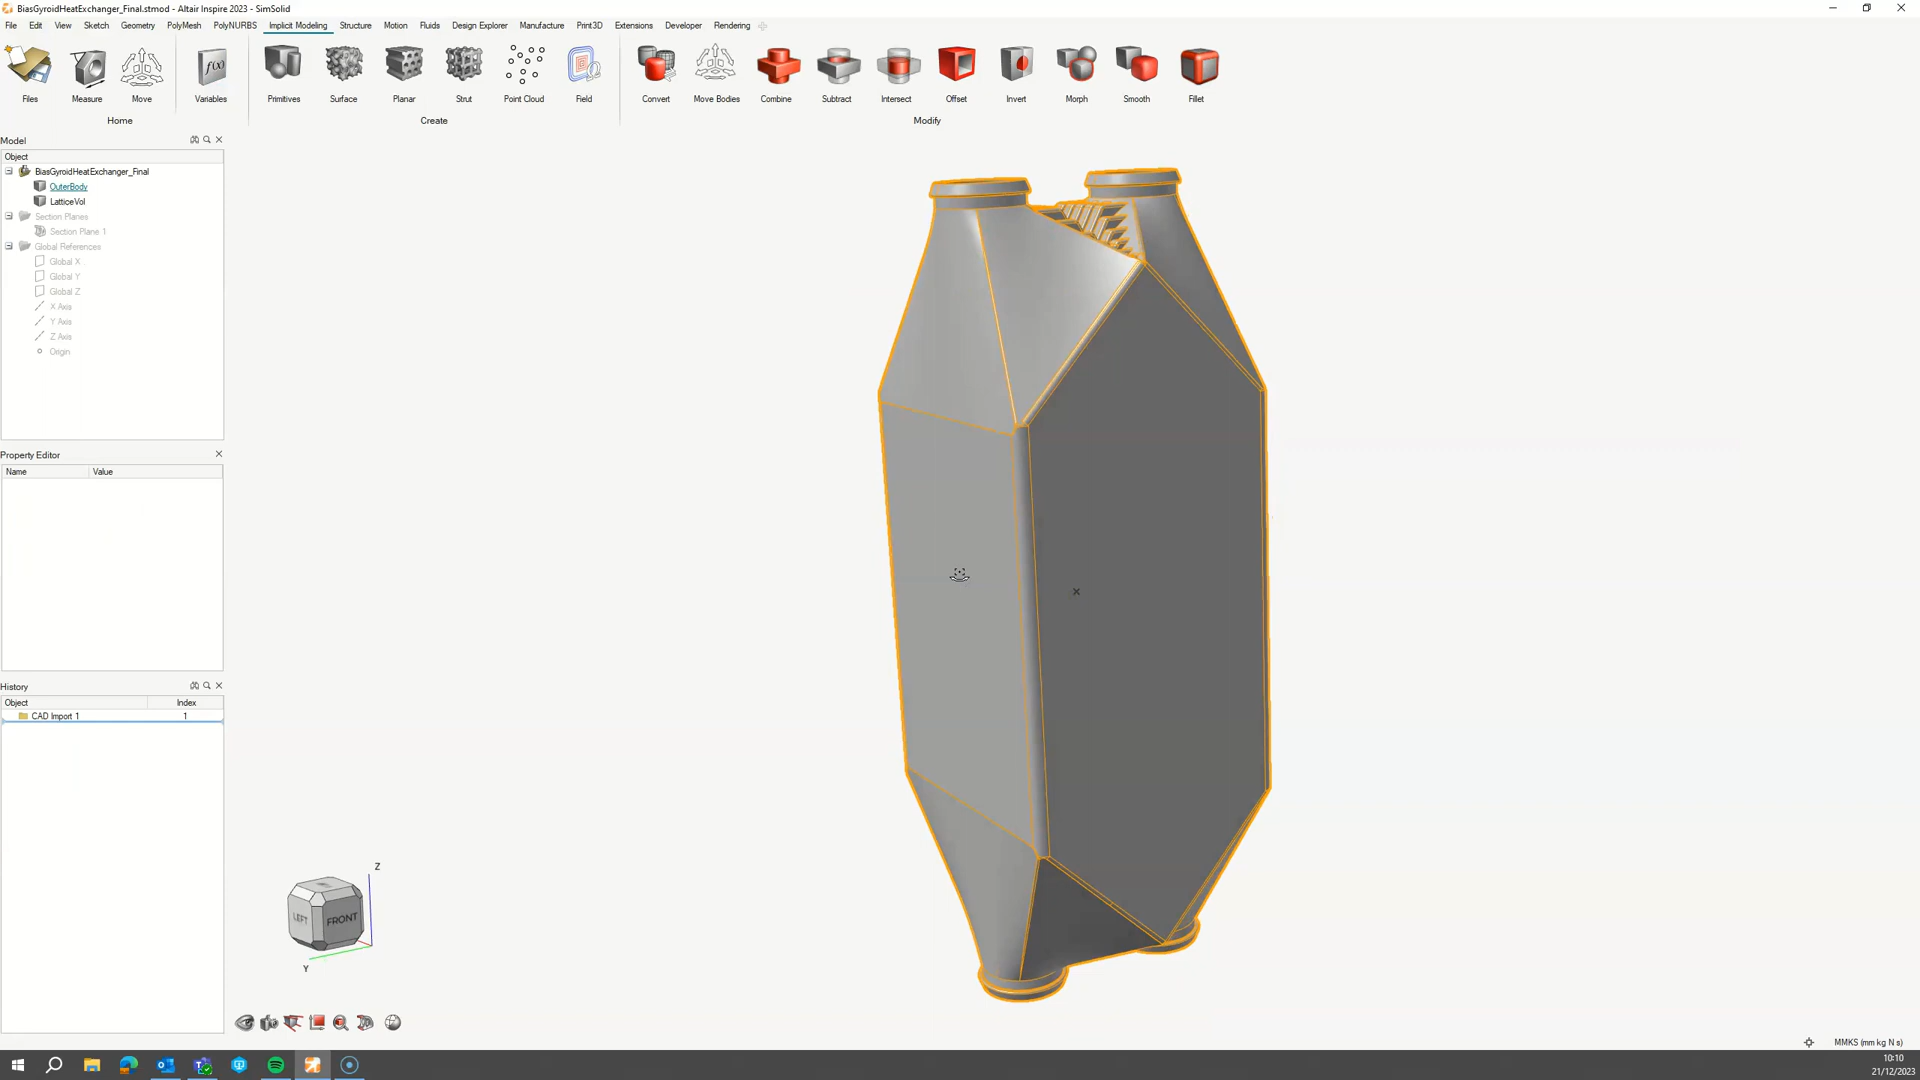 BiasGyroidHeatExchanger_Final.stmod - Altair Inspire 2023 - SimSolid
File Edit View Sketch Geometry PolyMesh PolyNURBS Implicit Modeling Structure Motion Fluids Design Explorer Manufacture Print3D Extensions Developer Rendering
f(x)
Files Measure Move Variables Primitives Surface Planar Strut Point Cloud Field Convert Move Bodies Combine Subtract Intersect Offset Invert Morph Smooth Fillet
Home Create Modify
Model
Object
BiasGyroidHeatExchanger_Final
OuterBody
LatticeVol
Section Planes
Section Plane 1
Global References
Global X
Global Y
Global Z
X Axis
Y Axis
Z Axis
Origin
Property Editor
Name Value
History
Object Index
CAD Import 1 1
Z
LEFT FRONT
Y
MMKS (mm kg N s)
10:10
21/12/2023